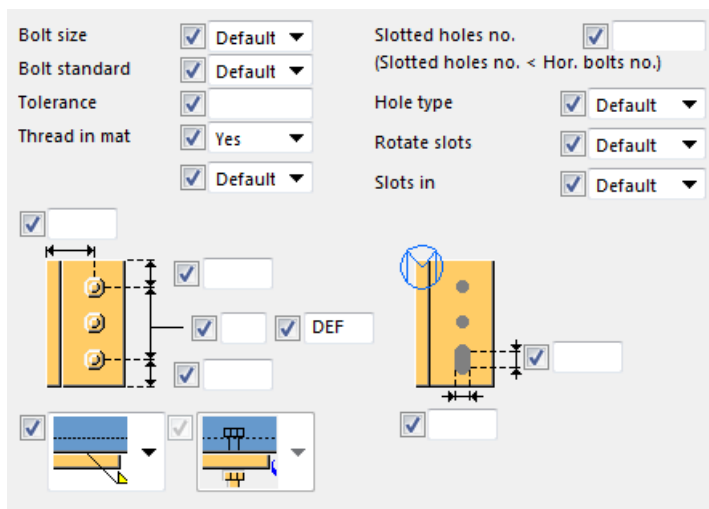 Bolt size Default
Bolt standard Default
Tolerance
Thread in mat Yes
Default
Slotted holes no.
(Slotted holes no. < Hor. bolts no.)
Hole type Default
Rotate slots Default
Slots in Default
DEF